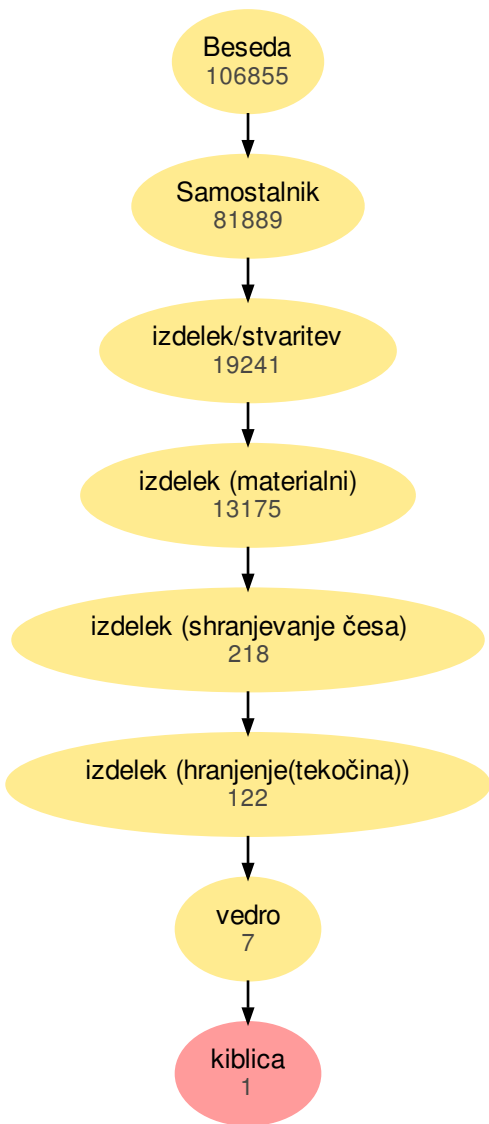 Beseda
106855
Samostalnik
81889
izdelek/stvaritev
19241
izdelek (materialni)
13175
izdelek (shranjevanje česa)
218
izdelek (hranjenje(tekočina))
122
vedro
7
kiblica
1